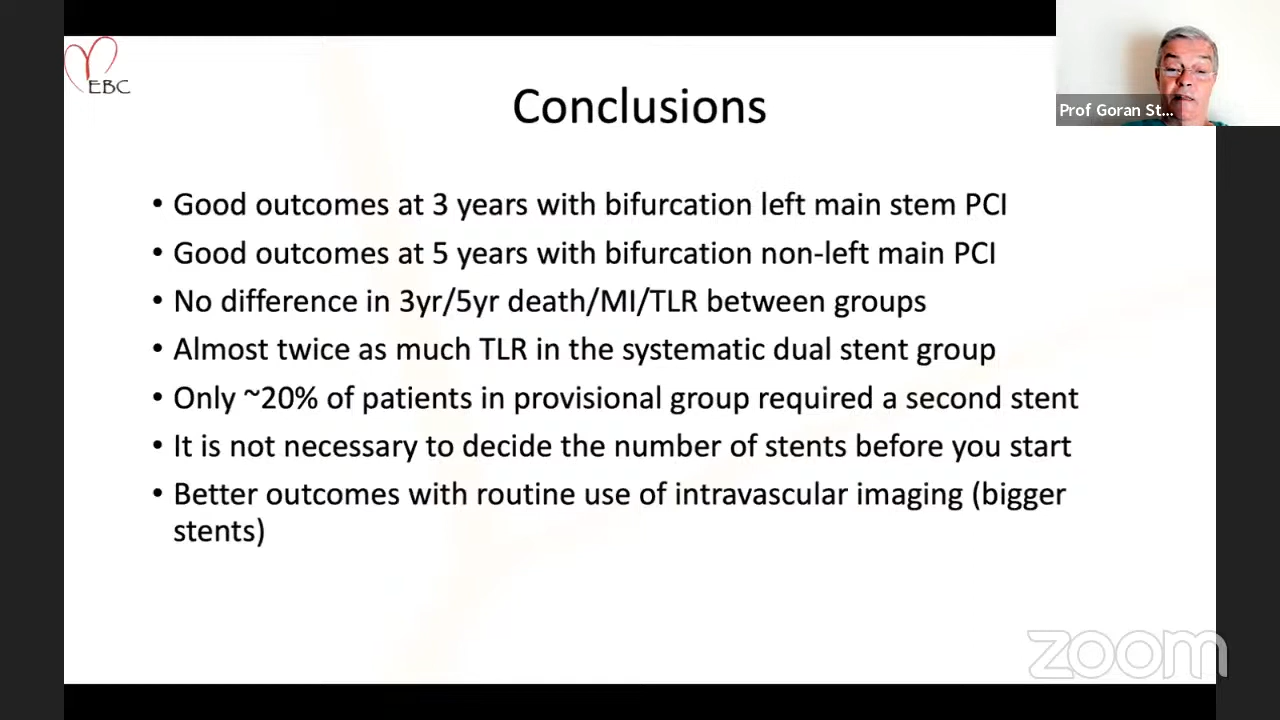 EBC
Prof Goran St...
Conclusions
• Good outcomes at 3 years with bifurcation left main stem PCI
• Good outcomes at 5 years with bifurcation non-left main PCI
• No difference in 3yr/5yr death/MI/TLR between groups
• Almost twice as much TLR in the systematic dual stent group
• Only ~20% of patients in provisional group required a second stent
• It is not necessary to decide the number of stents before you start
• Better outcomes with routine use of intravascular imaging (bigger
stents)
zoom